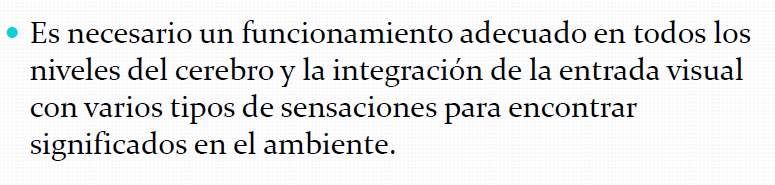 • Es necesario un funcionamiento adecuado en todos los
niveles del cerebro y la integración de la entrada visual
con varios tipos de sensaciones para encontrar
significados en el ambiente.